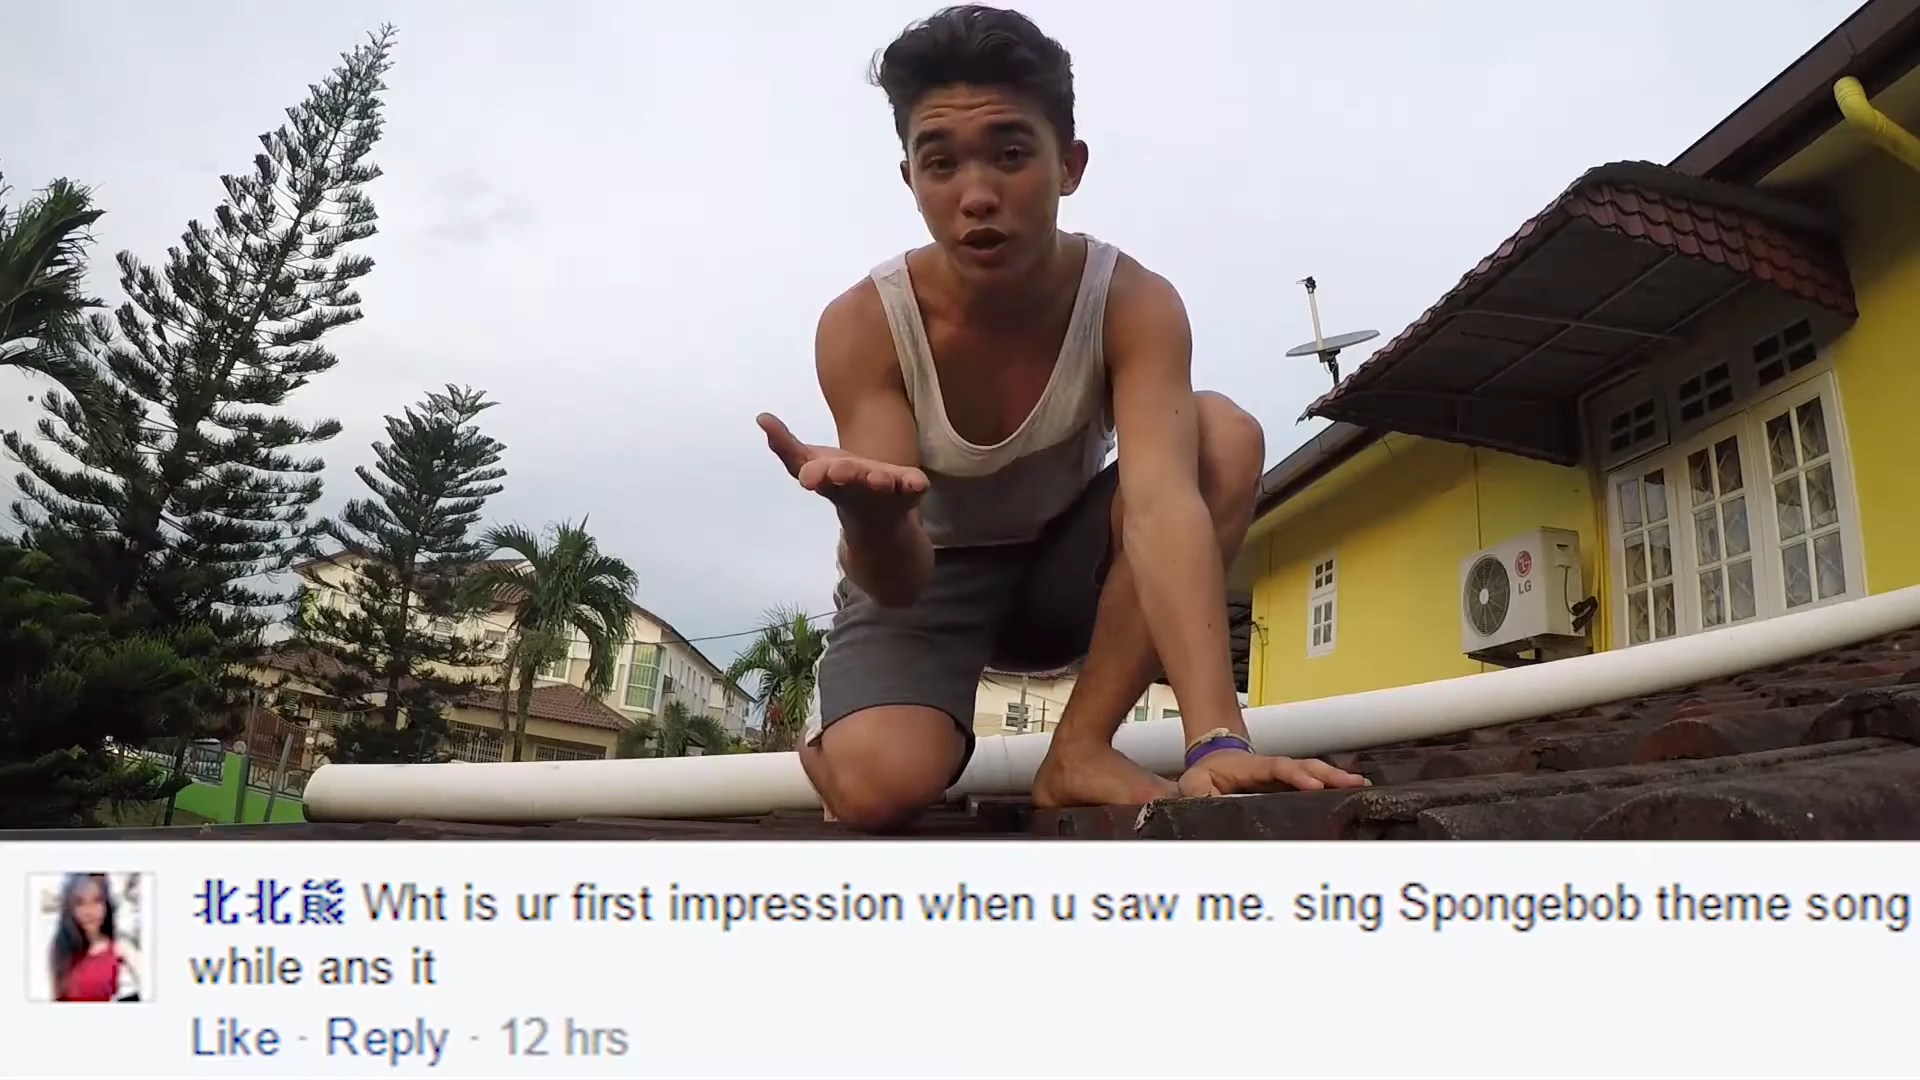 LG
北北熊 Wht is ur first impression when u saw me. sing Spongebob theme song
while ans it
Like · Reply · 12 hrs